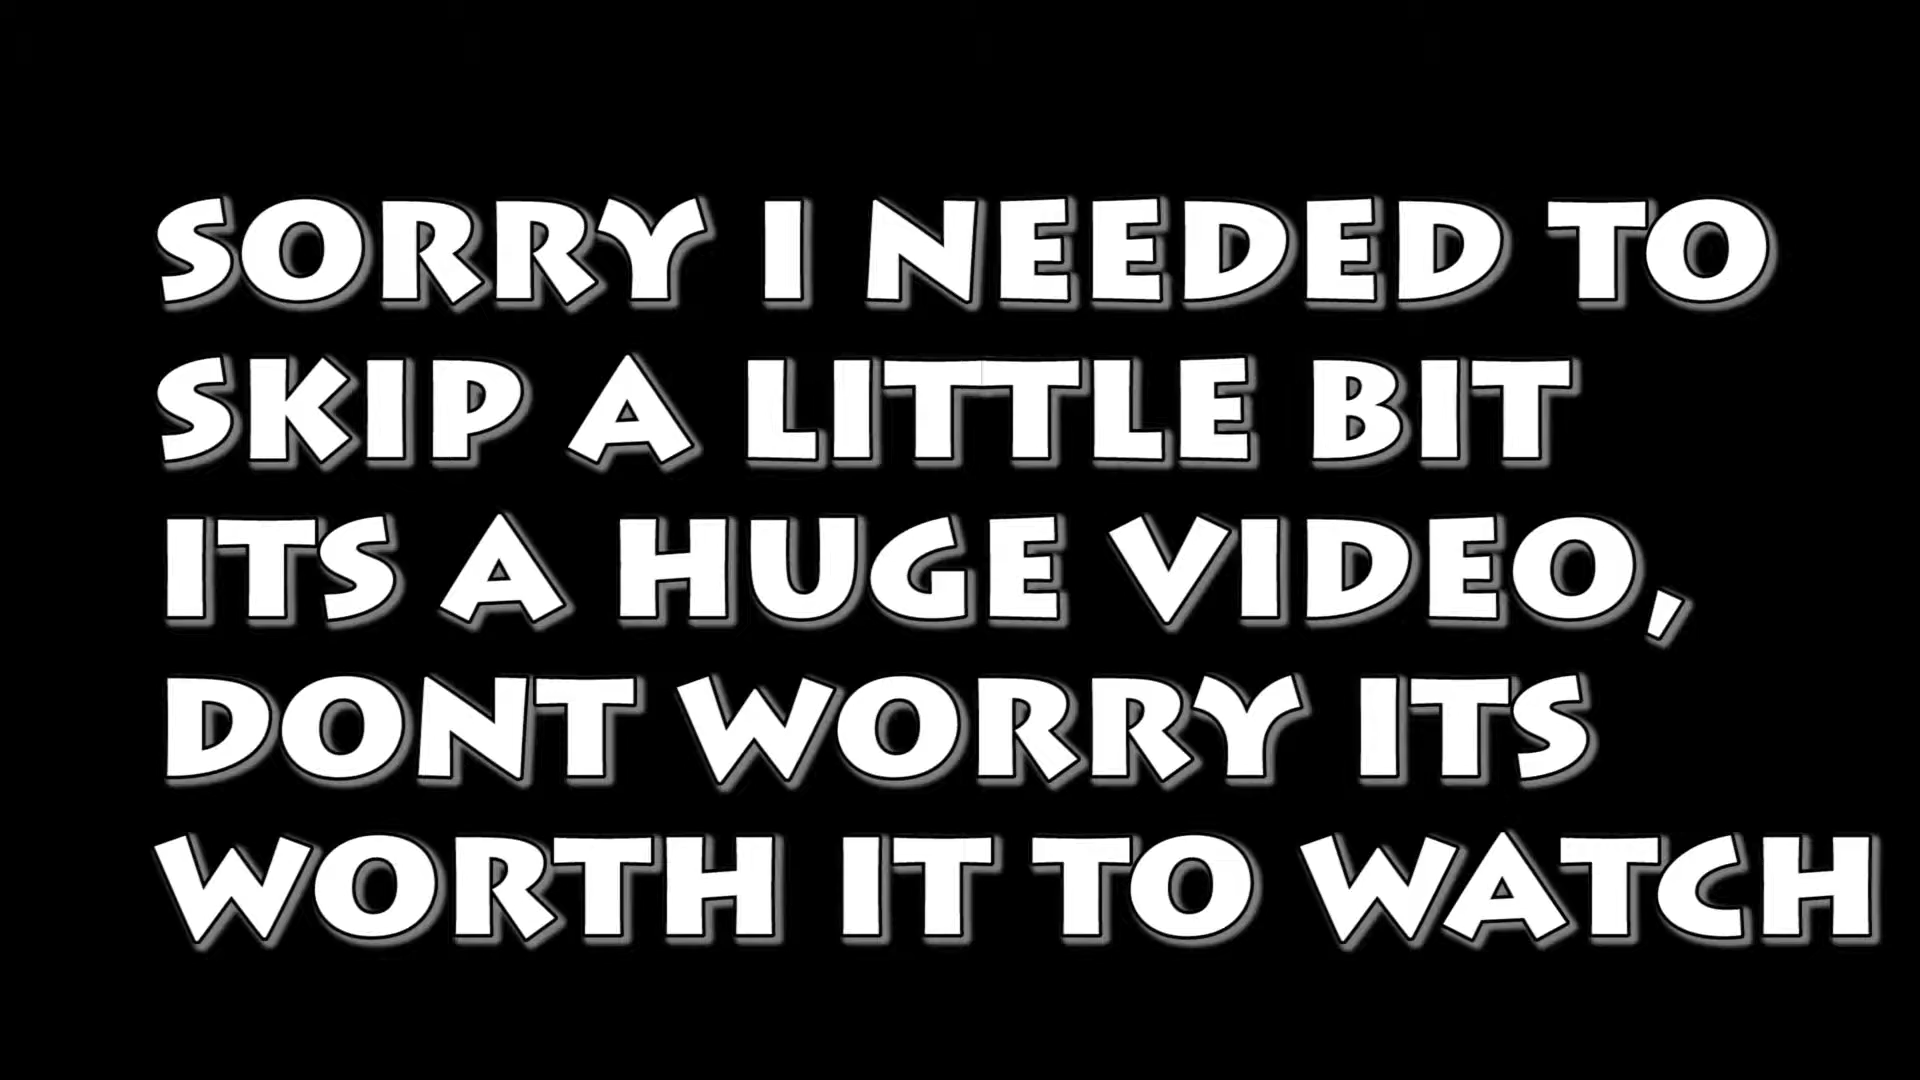 SORRY I NEEDED TO
SKIP A LITTLE BIT
ITS A HUGE VIDEO,
DONT WORRY ITS
WORTH IT TO WATCH